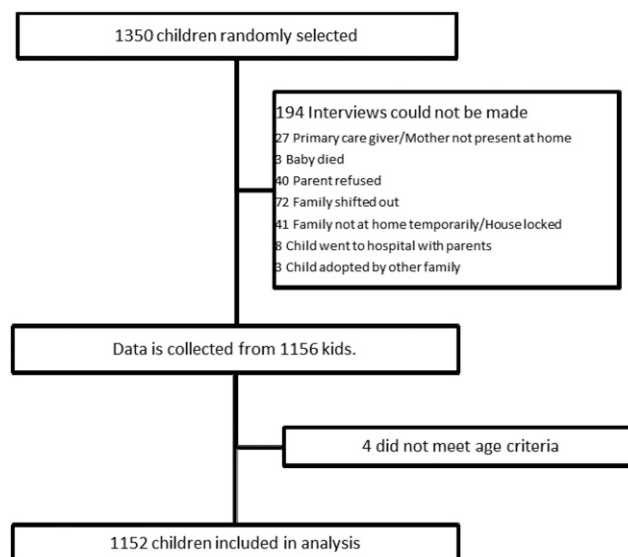 1350 children randomly selected
194 Interviews could not be made
27 Primary care giver/Mother not present at home
3 Baby died
40 Parent refused
72 Family shifted out
41 Family not at home temporarily/House locked
8 Child went to hospital with parents
3 Child adopted by other family
Data is collected from 1156 kids.
4 did not meet age criteria
1152 children included in analysis